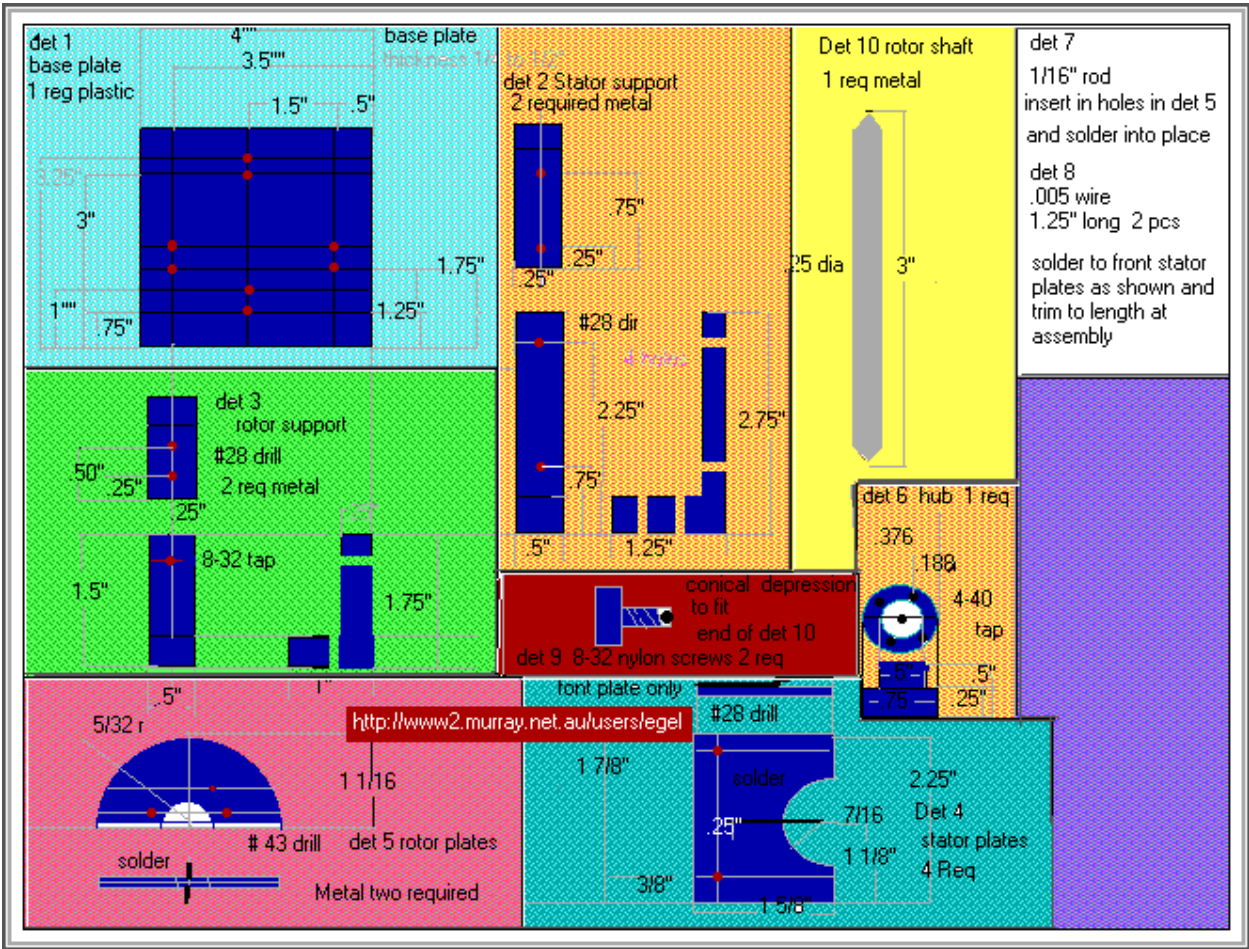 det 1
base plate
1 reg plastic
4""
3.5""
1.5"
.5"
base plate
thickness 1/4 to 1/2"
3.25"
3"
1""
.75"
1.75"
1.25"
det 2 Stator support
2 required metal
.75"
.25"
.25"
#28 dir
4 holes
2.25"
2.75"
.75'
.5"
1.25"
Det 10 rotor shaft
1 req metal
.25 dia
3"
det 7
1/16" rod
insert in holes in det 5
and solder into place
det 8
.005 wire
1.25" long 2 pcs
solder to front stator
plates as shown and
trim to length at
assembly
det 3
rotor support
#28 drill
2 req metal
.50"
.25"
.25"
8-32 tap
1.5"
1.75"
1"
.5"
conical depression
to fit
end of det 10
det 9 8-32 nylon screws 2 req
det 6 hub 1 req
.376
.188
4-40
tap
.5"
.75
.25"
5/32 r
http://www2.murray.net.au/users/egel
1 1/16
# 43 drill
det 5 rotor plates
solder
Metal two required
font plate only
#28 drill
1 7/8"
solder
2.25"
.25"
7/16
Det 4
stator plates
4 Req
1 1/8"
3/8"
1 5/8"